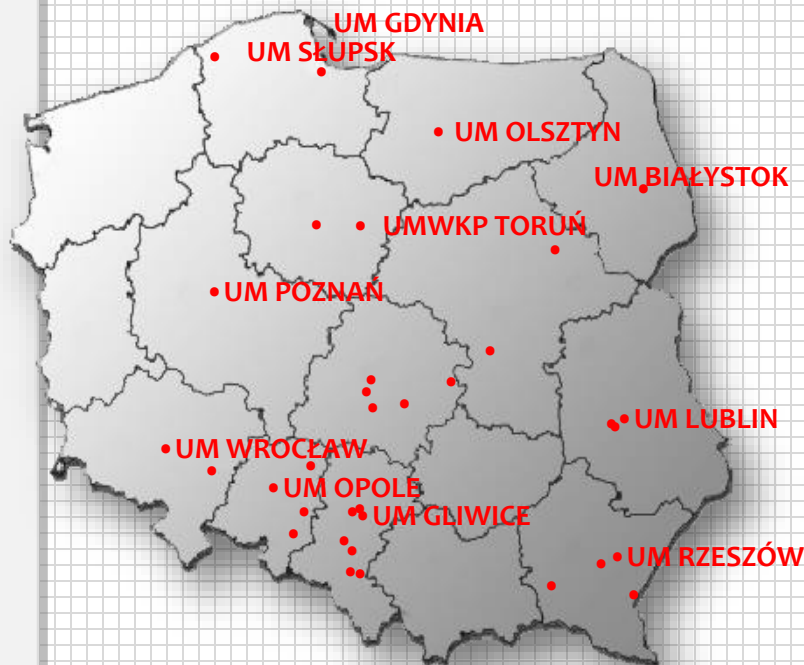 UM GDYNIA
UM SŁUPSK
UM OLSZTYN
UM BIAŁYSTOK
UMWKP TORUŃ
UM POZNAŃ
UM LUBLIN
UM WROCŁAW
UM OPOLE
UM GLIWICE
UM RZESZÓW